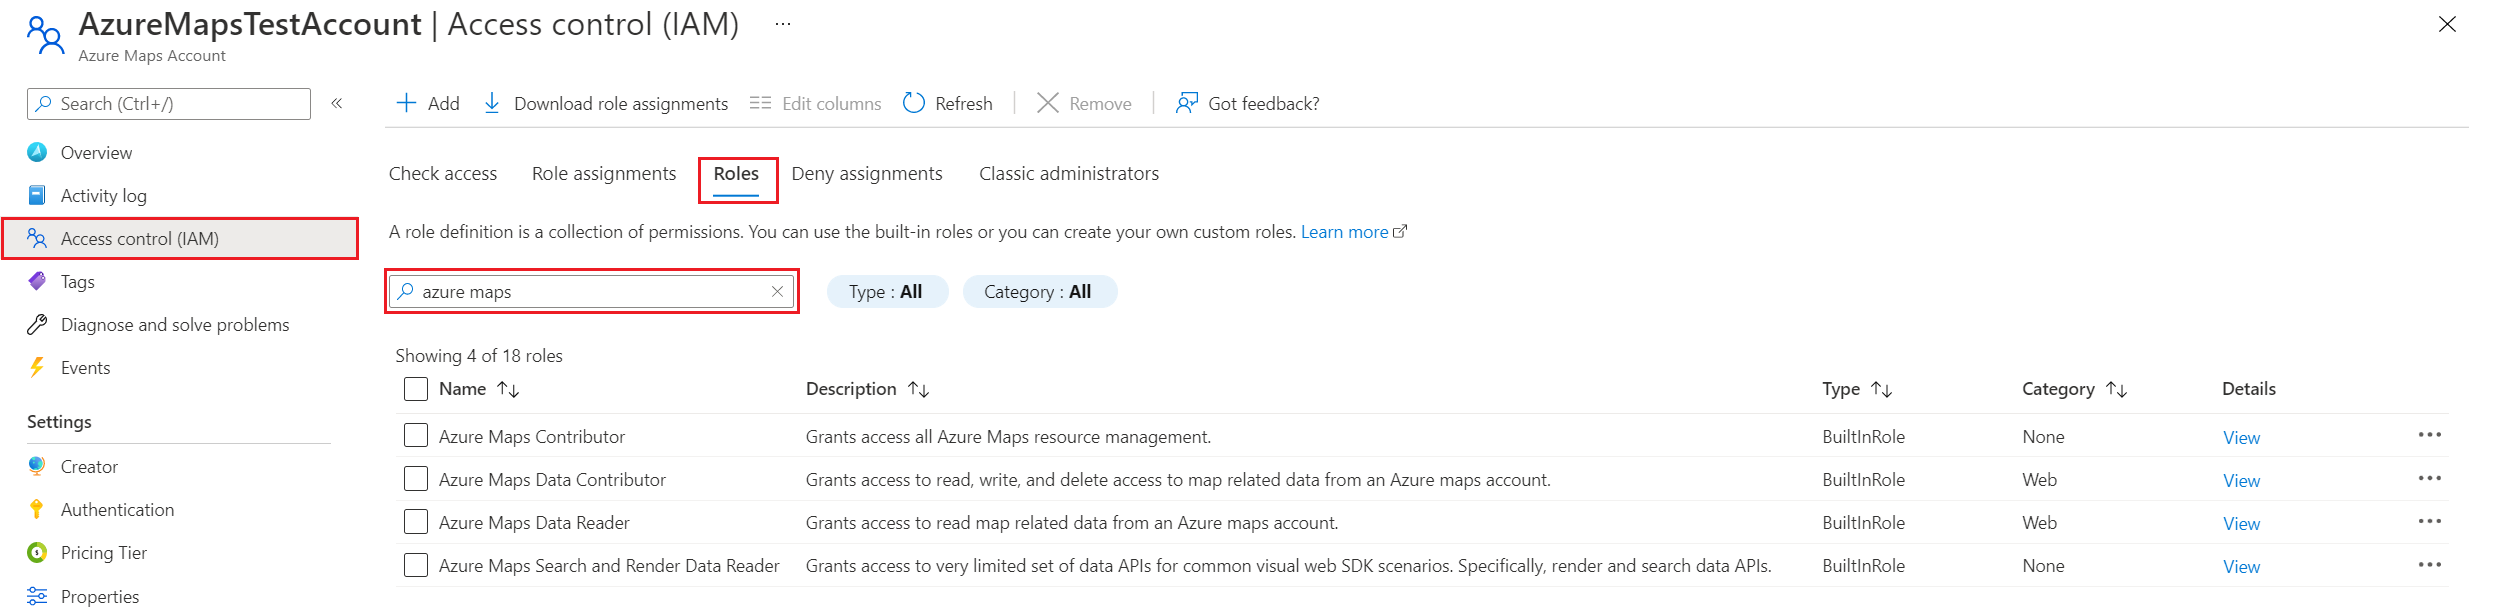 AzureMapsTestAccount | Access control (IAM) ...
Azure Maps Account
Search (Ctrl+/)
«
Overview
Activity log
Access control (IAM)
Tags
Diagnose and solve problems
Events
Settings
Creator
Authentication
Pricing Tier
Properties
Add Download role assignments Edit columns Refresh Remove Got feedback?
Check access Role assignments Roles Deny assignments Classic administrators
A role definition is a collection of permissions. You can use the built-in roles or you can create your own custom roles. Learn more
azure maps Type : All Category : All
Showing 4 of 18 roles
Name Description Type Category Details
Azure Maps Contributor Grants access all Azure Maps resource management. BuiltInRole None View
Azure Maps Data Contributor Grants access to read, write, and delete access to map related data from an Azure maps account. BuiltInRole Web View
Azure Maps Data Reader Grants access to read map related data from an Azure maps account. BuiltInRole Web View
Azure Maps Search and Render Data Reader Grants access to very limited set of data APIs for common visual web SDK scenarios. Specifically, render and search data APIs. BuiltInRole None View